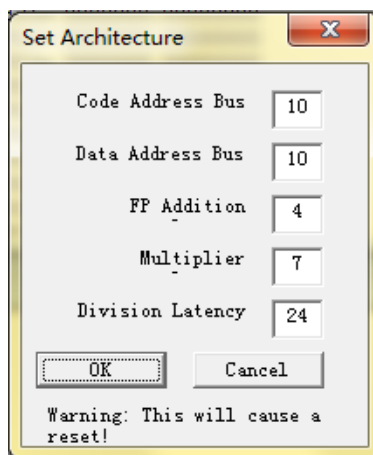 Set Architecture
Code Address Bus 10
Data Address Bus 10
FP Addition 4
Multiplier 7
Division Latency 24
OK Cancel
Warning: This will cause a
reset!